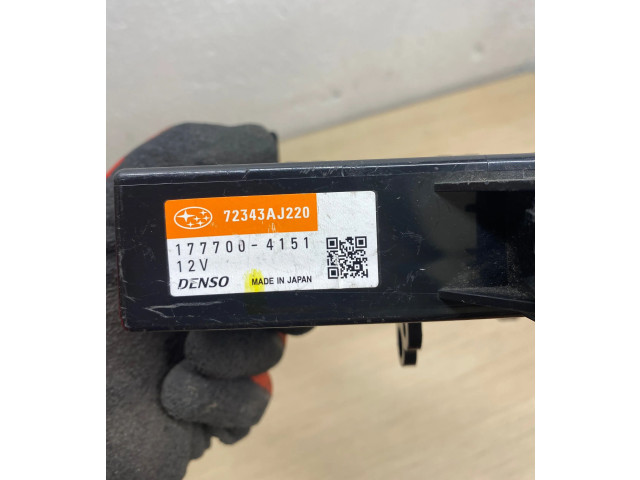 72343AJ220
177700-4151
12V
DENSO MADE IN JAPAN